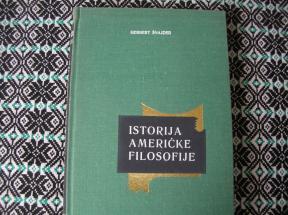 HERBERT ŠNAJDER
ISTORIJA
AMERIČKE
FILOSOFIJE